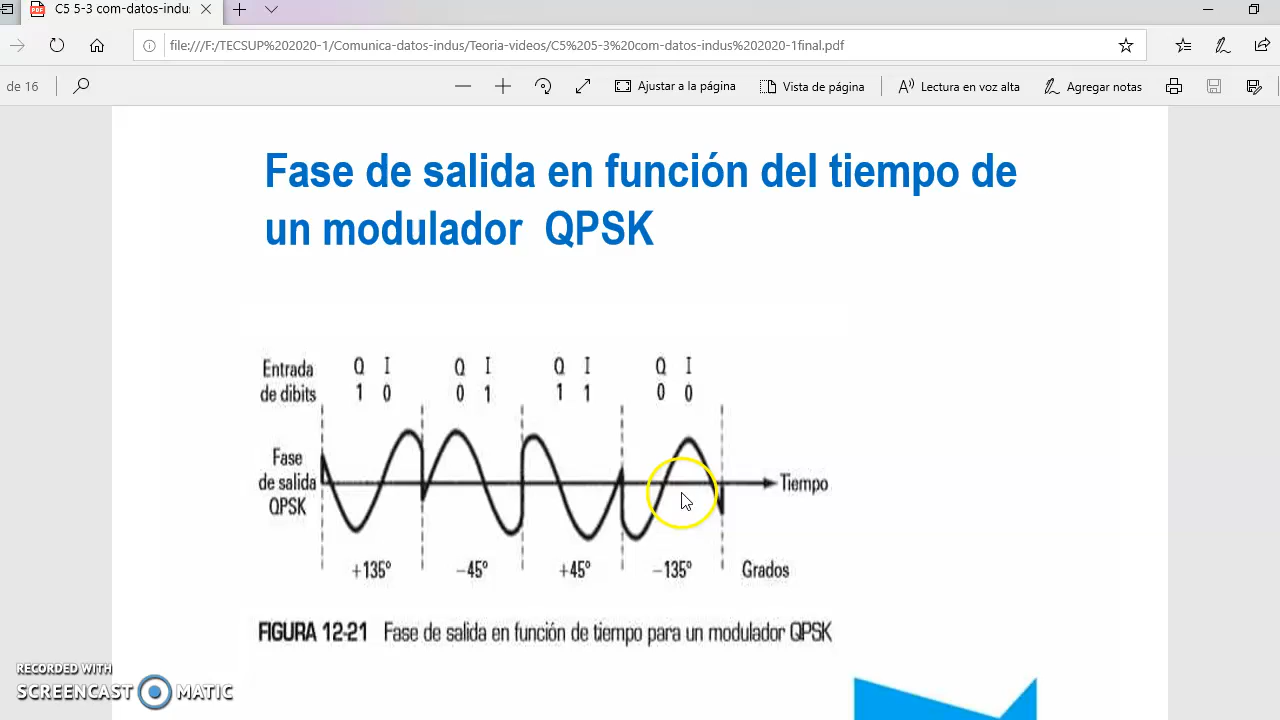 C5 5-3 com-datos-indus
file:///F:/TECSUP%202020-1/Comunica-datos-indus/Teoria-videos/C5%205-3%20com-datos-indus%202020-1final.pdf
de 16
Ajustar a la página
Vista de página
Lectura en voz alta
Agregar notas
Fase de salida en función del tiempo de
un modulador QPSK
Entrada de dibits
Q I Q I Q I Q I
1 0 0 1 1 1 0 0
Fase
de salida
QPSK
Tiempo
+135° −45° +45° −135° Grados
FIGURA 12-21 Fase de salida en función de tiempo para un modulador QPSK
RECORDED WITH
SCREENCAST MATIC